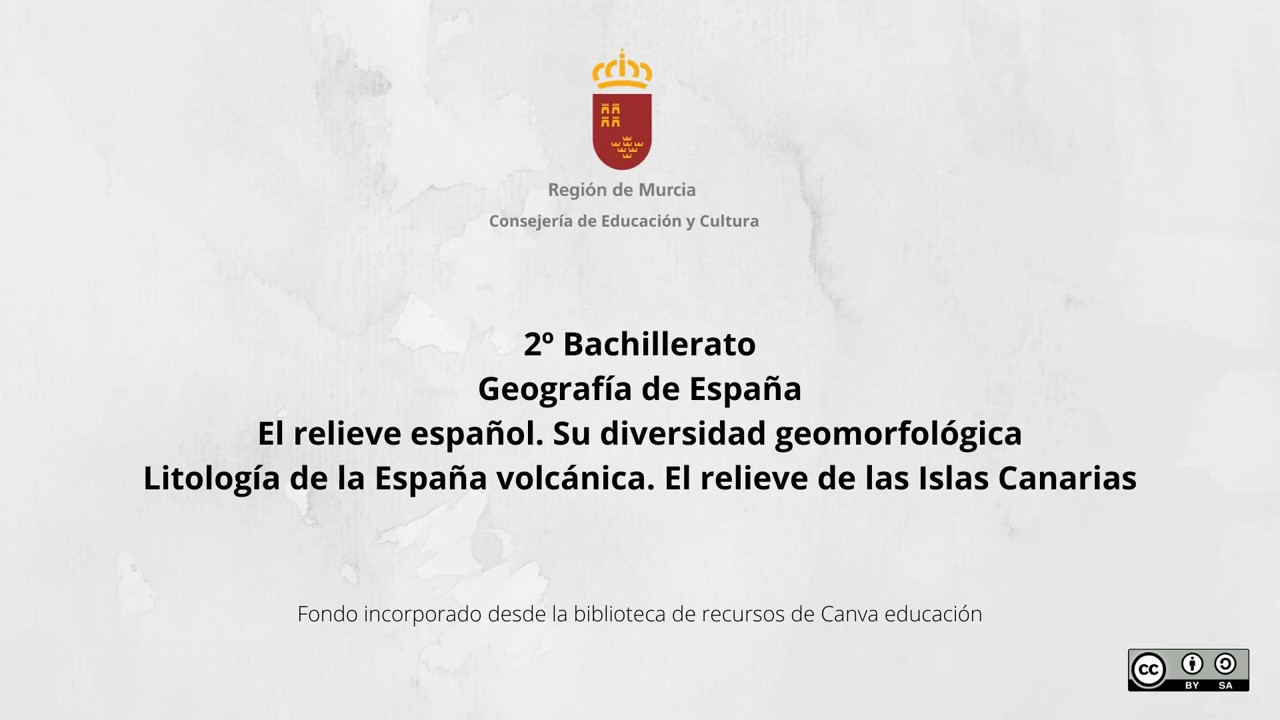 Región de Murcia
Consejería de Educación y Cultura
2º Bachillerato
Geografía de España
El relieve español. Su diversidad geomorfológica
Litología de la España volcánica. El relieve de las Islas Canarias
Fondo incorporado desde la biblioteca de recursos de Canva educación
cc
BY SA